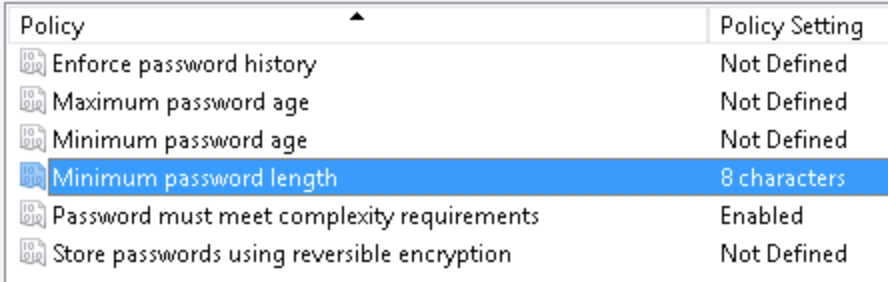 Policy Policy Setting
Enforce password history Not Defined
Maximum password age Not Defined
Minimum password age Not Defined
Minimum password length 8 characters
Password must meet complexity requirements Enabled
Store passwords using reversible encryption Not Defined